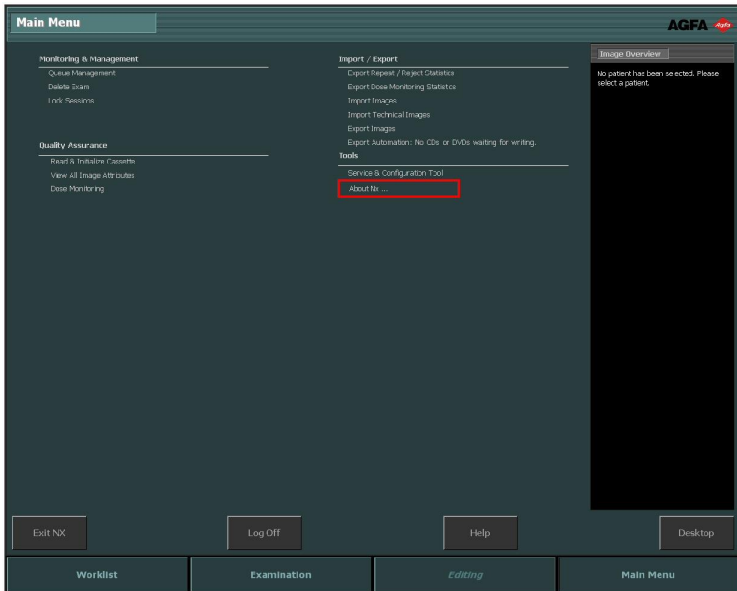 Main Menu
AGFA
Agfa
Monitoring & Management
Queue Management
Delete Exam
Lock Sessions
Quality Assurance
Read & Initialize Cassette
View All Image Attributes
Dose Monitoring
Import / Export
Export Repeat / Reject Statistics
Export Dose Monitoring Statistics
Import Images
Import Technical Images
Export Images
Export Automation: No CDs or DVDs waiting for writing.
Tools
Service & Configuration Tool
About Nx ...
Image Overview
No patient has been selected. Please
select a patient.
Exit NX
Log Off
Help
Desktop
Worklist
Examination
Editing
Main Menu